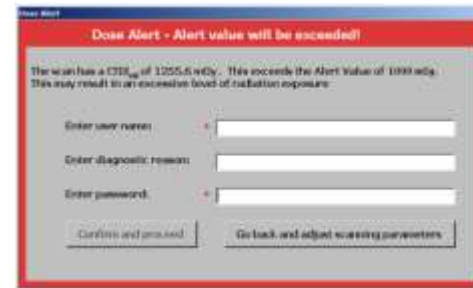 Dose Alert
Dose Alert - Alert value will be exceeded!
The scan has a CTDIvol of 1255.6 mGy. This exceeds the Alert Value of 1000 mGy.
This may result in an excessive level of radiation exposure
Enter user name: *
Enter diagnostic reason:
Enter password: *
Confirm and proceed
Go back and adjust scanning parameters